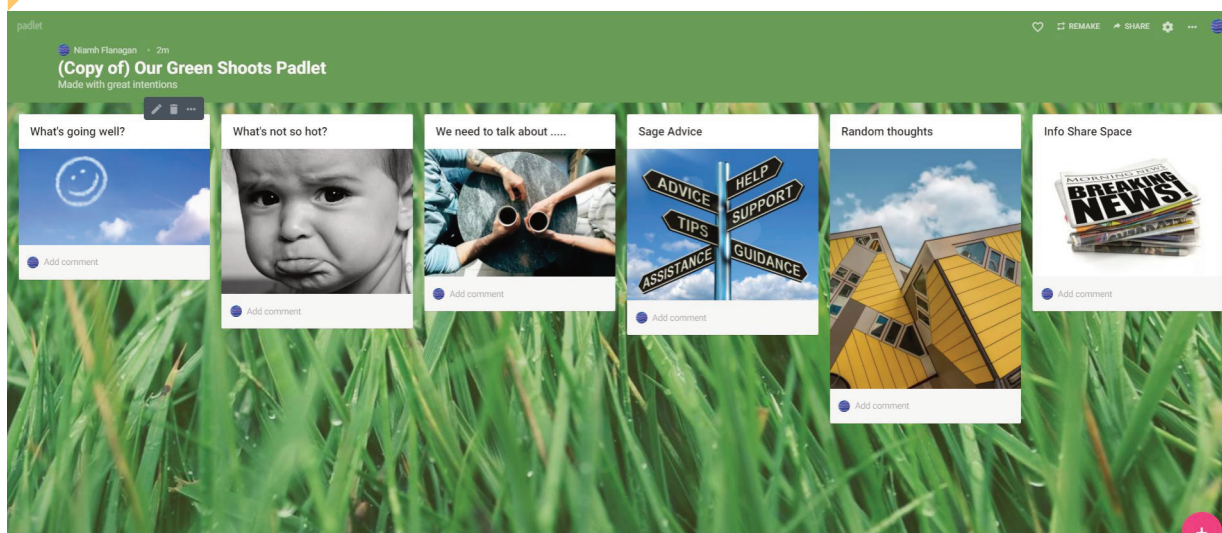 padlet
REMAKE SHARE
Niamh Flanagan • 2m
(Copy of) Our Green Shoots Padlet
Made with great intentions
What's going well?
Add comment
What's not so hot?
Add comment
We need to talk about .....
Add comment
Sage Advice
ADVICE
HELP
TIPS
SUPPORT
ASSISTANCE
GUIDANCE
Add comment
Random thoughts
Add comment
Info Share Space
MORNING NEWS
BREAKING
NEWS!
Add comment